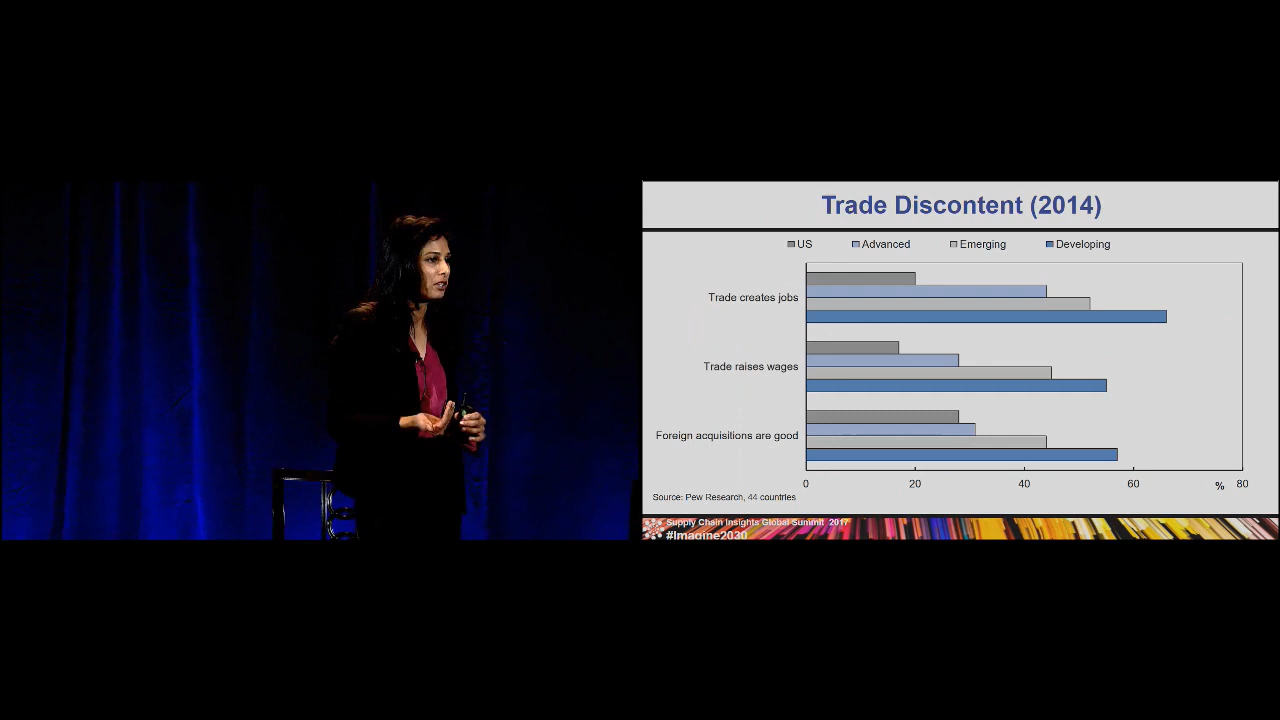 Trade Discontent (2014)
US Advanced Emerging Developing
Trade creates jobs
Trade raises wages
Foreign acquisitions are good
0 20 40 60 % 80
Source: Pew Research, 44 countries
Supply Chain Insights Global Summit 2017
#Imagine2030